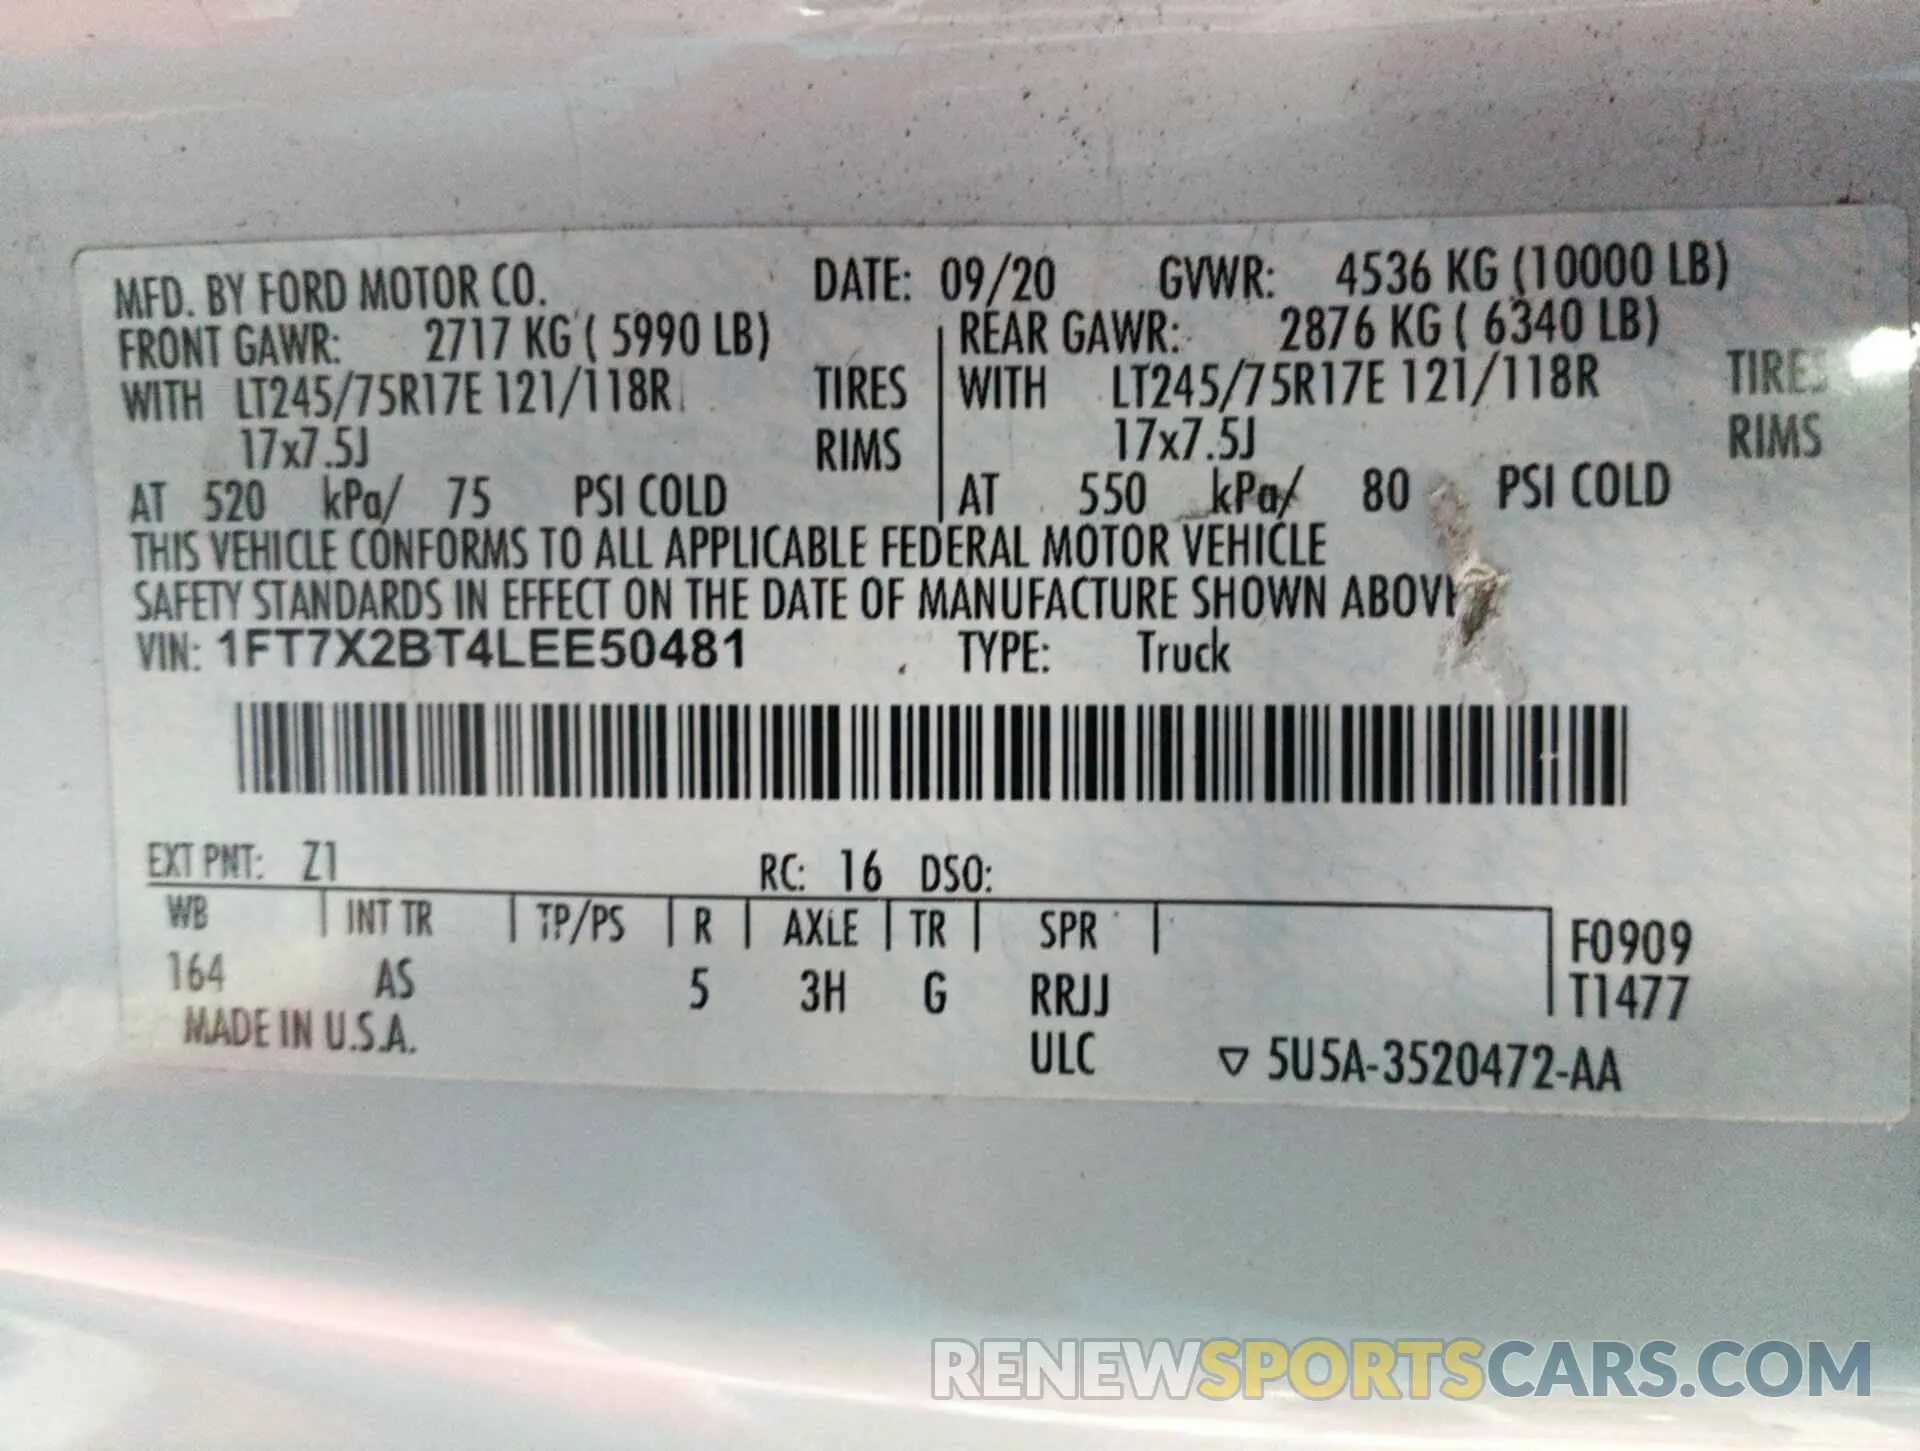 MFD. BY FORD MOTOR CO. DATE: 09/20 GVWR: 4536 KG (10000 LB)
FRONT GAWR: 2717 KG ( 5990 LB) REAR GAWR: 2876 KG ( 6340 LB)
WITH LT245/75R17E 121/118R TIRES WITH LT245/75R17E 121/118R TIRES
17x7.5J RIMS 17x7.5J RIMS
AT 520 kPa/ 75 PSI COLD AT 550 kPa/ 80 PSI COLD
THIS VEHICLE CONFORMS TO ALL APPLICABLE FEDERAL MOTOR VEHICLE
SAFETY STANDARDS IN EFFECT ON THE DATE OF MANUFACTURE SHOWN ABOVE
VIN: 1FT7X2BT4LEE50481 TYPE: Truck
EXT PNT: Z1 RC: 16 DSO:
WB INT TR TP/PS R AXLE TR SPR F0909
164 AS 5 3H G RRJJ T1477
MADE IN U.S.A. ULC ▽ 5U5A-3520472-AA
RENEWSPORTSCARS.COM